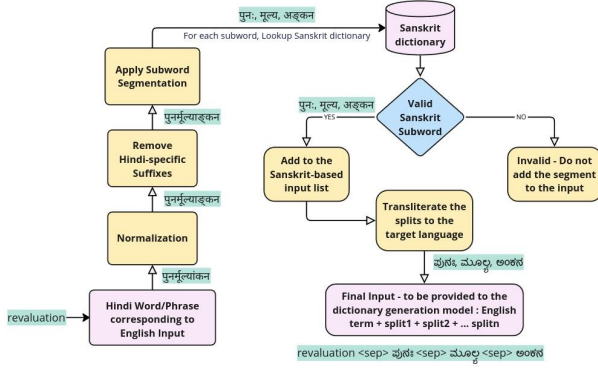 पुन:, मूल्य, अङ्कन
For each subword, Lookup Sanskrit dictionary
Sanskrit
dictionary
Apply Subword
Segmentation
पुनर्मूल्याङ्कन
Remove
Hindi-specific
Suffixes
पुनर्मूल्याङ्कन
Normalization
पुनर्मूल्यांकन
revaluation
Hindi Word/Phrase
corresponding to
English Input
Valid
Sanskrit
Subword
पुन:, मूल्य, अङ्कन
YES
NO
Add to the
Sanskrit-based
input list
Invalid - Do not
add the segment
to the input
Transliterate the
splits to the
target language
ಪುನಃ, ಮೂಲ್ಯ, ಅಂಕನ
Final Input - to be provided to the
dictionary generation model : English
term + split1 + split2 + ... splitn
revaluation <sep> ಪುನಃ <sep> ಮೂಲ್ಯ <sep> ಅಂಕನ